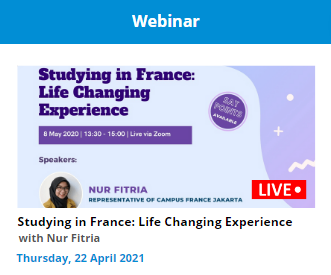 Webinar
Studying in France:
Life Changing
Experience
SAT
POINTS
AVAILABLE
8 May 2020 | 13:30 - 15:00 | Live via Zoom
Speakers:
NUR FITRIA
REPRESENTATIVE OF CAMPUS FRANCE JAKARTA
LIVE
Studying in France: Life Changing Experience
with Nur Fitria
Thursday, 22 April 2021